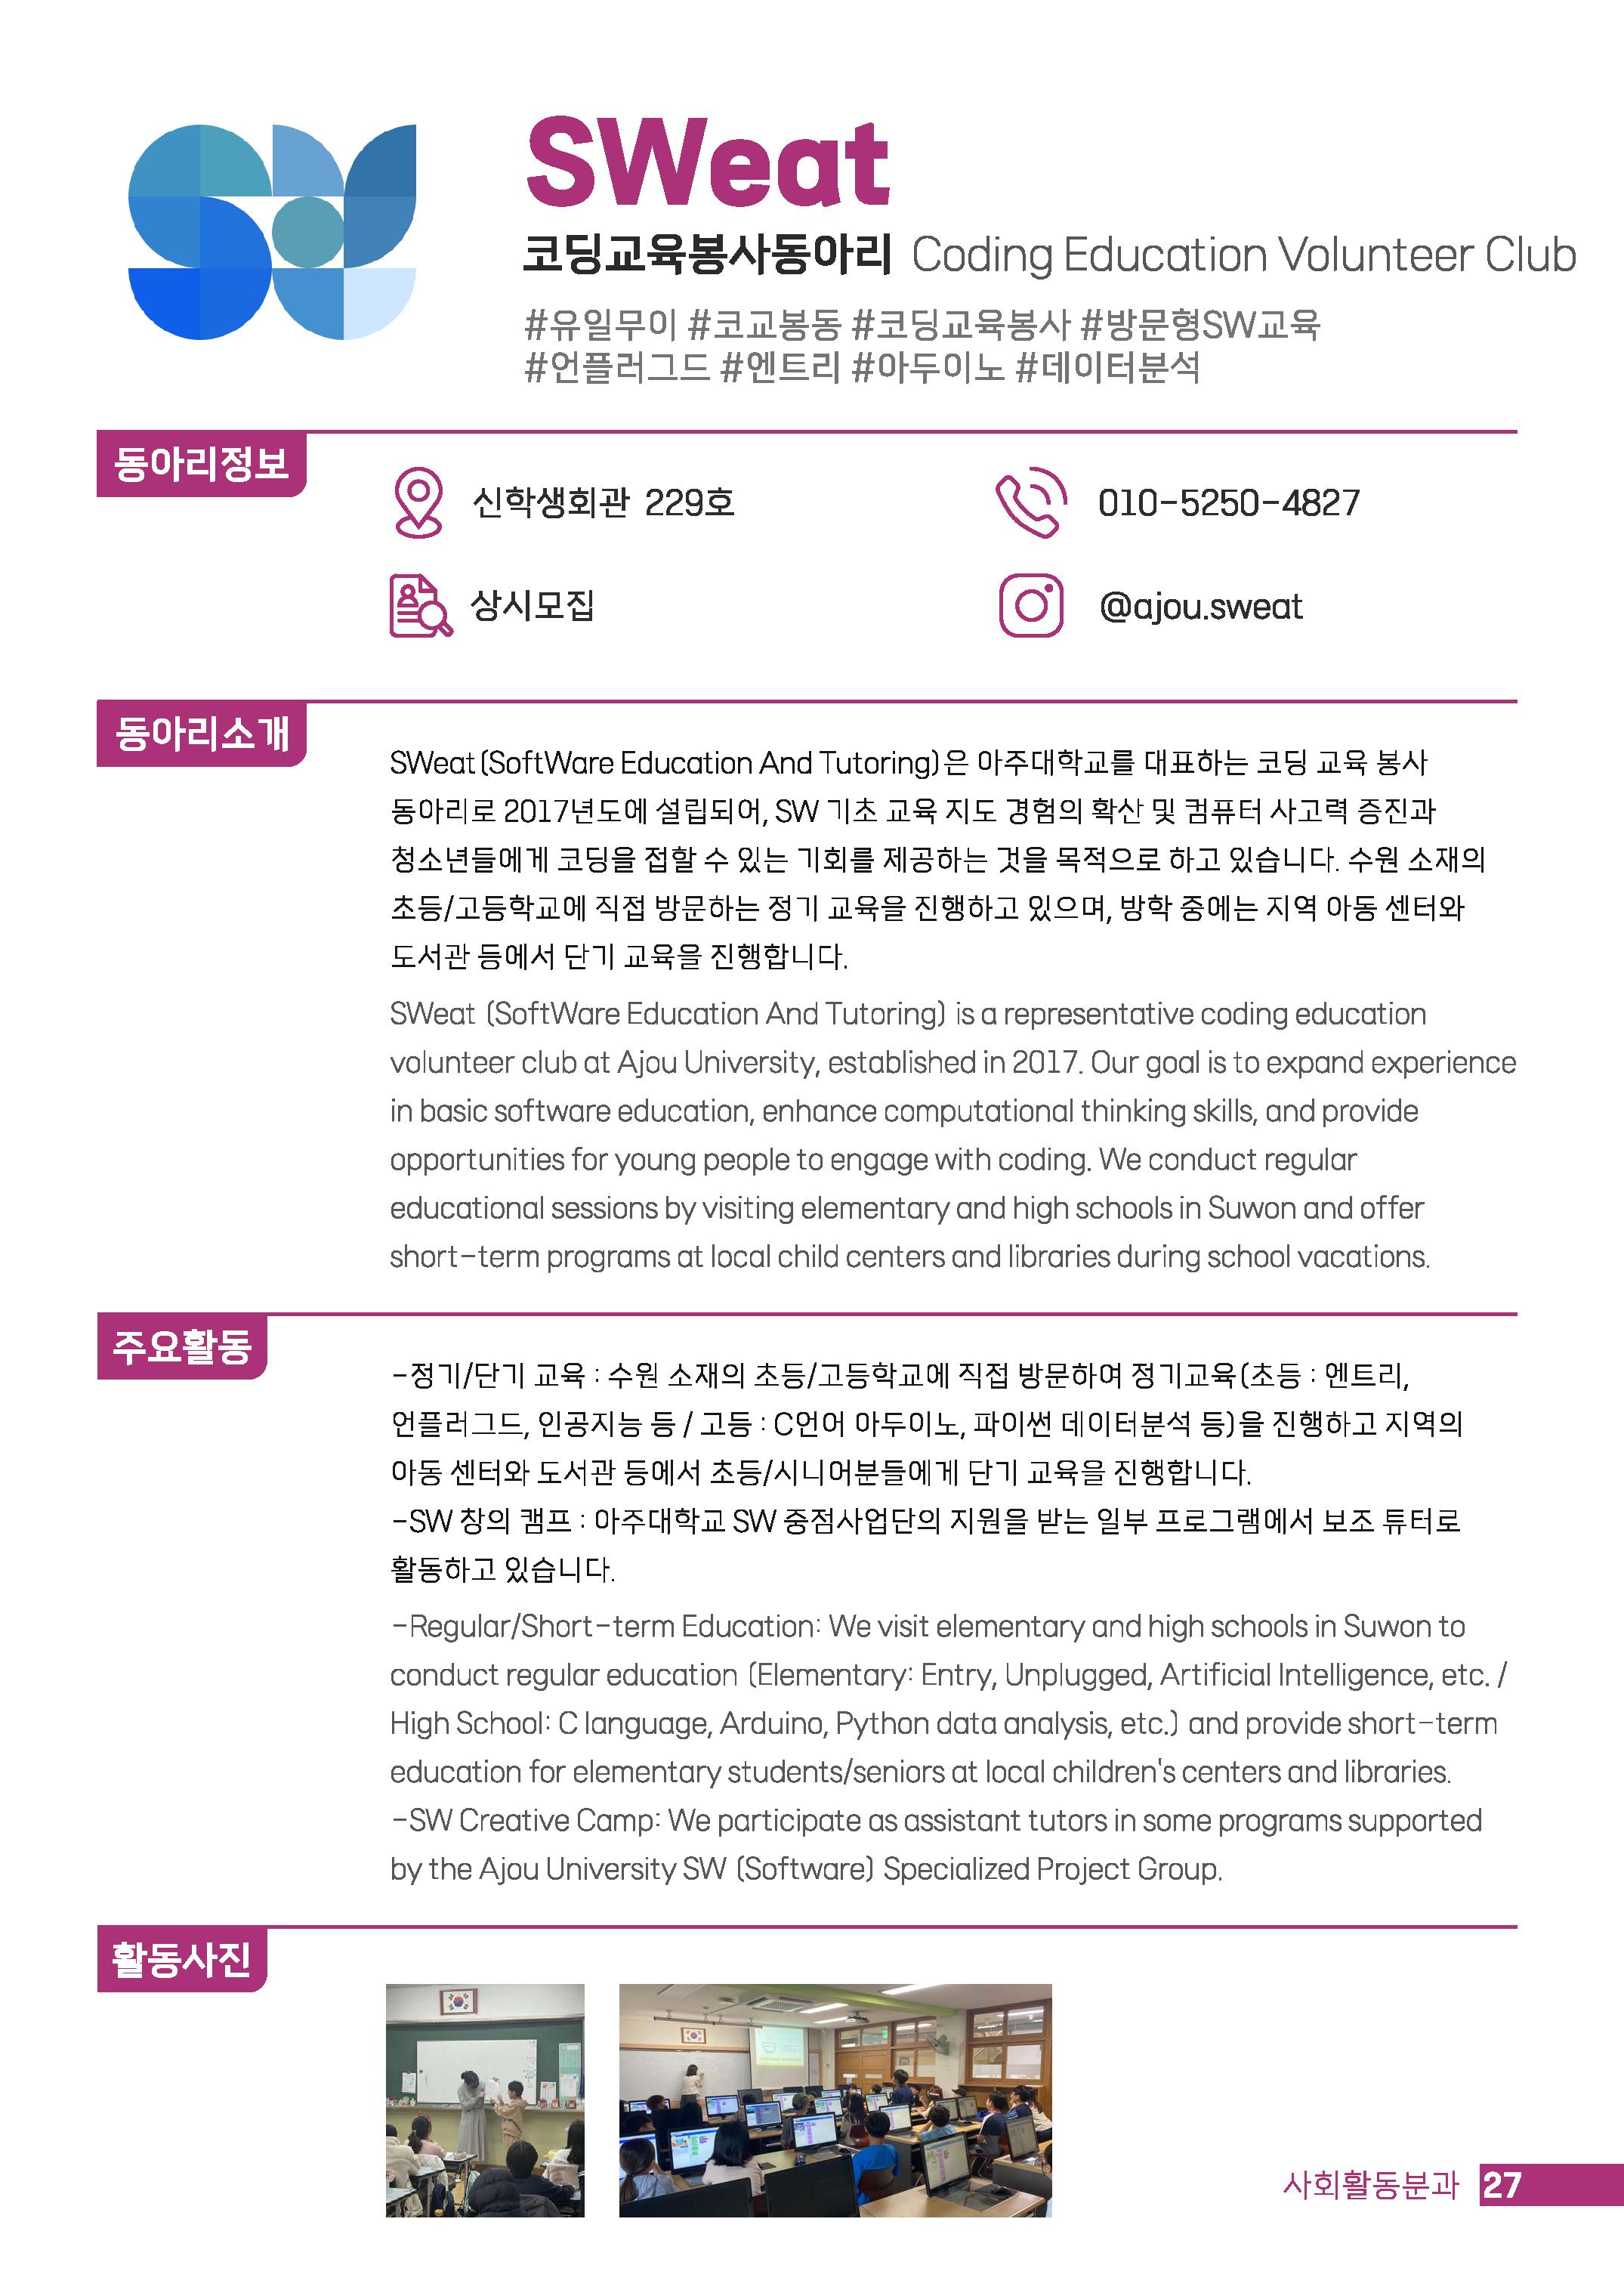 SWeat
코딩교육봉사동아리 Coding Education Volunteer Club
#유일무이 #코교봉동 #코딩교육봉사 #방문형SW교육
#언플러그드 #엔트리 #아두이노 #데이터분석
동아리정보
신학생회관 229호
010-5250-4827
상시모집
@ajou.sweat
동아리소개
SWeat(SoftWare Education And Tutoring)은 아주대학교를 대표하는 코딩 교육 봉사
동아리로 2017년도에 설립되어, SW 기초 교육 지도 경험의 확산 및 컴퓨터 사고력 증진과
청소년들에게 코딩을 접할 수 있는 기회를 제공하는 것을 목적으로 하고 있습니다. 수원 소재의
초등/고등학교에 직접 방문하는 정기 교육을 진행하고 있으며, 방학 중에는 지역 아동 센터와
도서관 등에서 단기 교육을 진행합니다.
SWeat (SoftWare Education And Tutoring) is a representative coding education
volunteer club at Ajou University, established in 2017. Our goal is to expand experience
in basic software education, enhance computational thinking skills, and provide
opportunities for young people to engage with coding. We conduct regular
educational sessions by visiting elementary and high schools in Suwon and offer
short-term programs at local child centers and libraries during school vacations.
주요활동
-정기/단기 교육 : 수원 소재의 초등/고등학교에 직접 방문하여 정기교육(초등 : 엔트리,
언플러그드, 인공지능 등 / 고등 : C언어 아두이노, 파이썬 데이터분석 등)을 진행하고 지역의
아동 센터와 도서관 등에서 초등/시니어분들에게 단기 교육을 진행합니다.
-SW 창의 캠프 : 아주대학교 SW 중점사업단의 지원을 받는 일부 프로그램에서 보조 튜터로
활동하고 있습니다.
-Regular/Short-term Education: We visit elementary and high schools in Suwon to
conduct regular education (Elementary: Entry, Unplugged, Artificial Intelligence, etc. /
High School: C language, Arduino, Python data analysis, etc.) and provide short-term
education for elementary students/seniors at local children's centers and libraries.
-SW Creative Camp: We participate as assistant tutors in some programs supported
by the Ajou University SW (Software) Specialized Project Group.
활동사진
사회활동분과 27